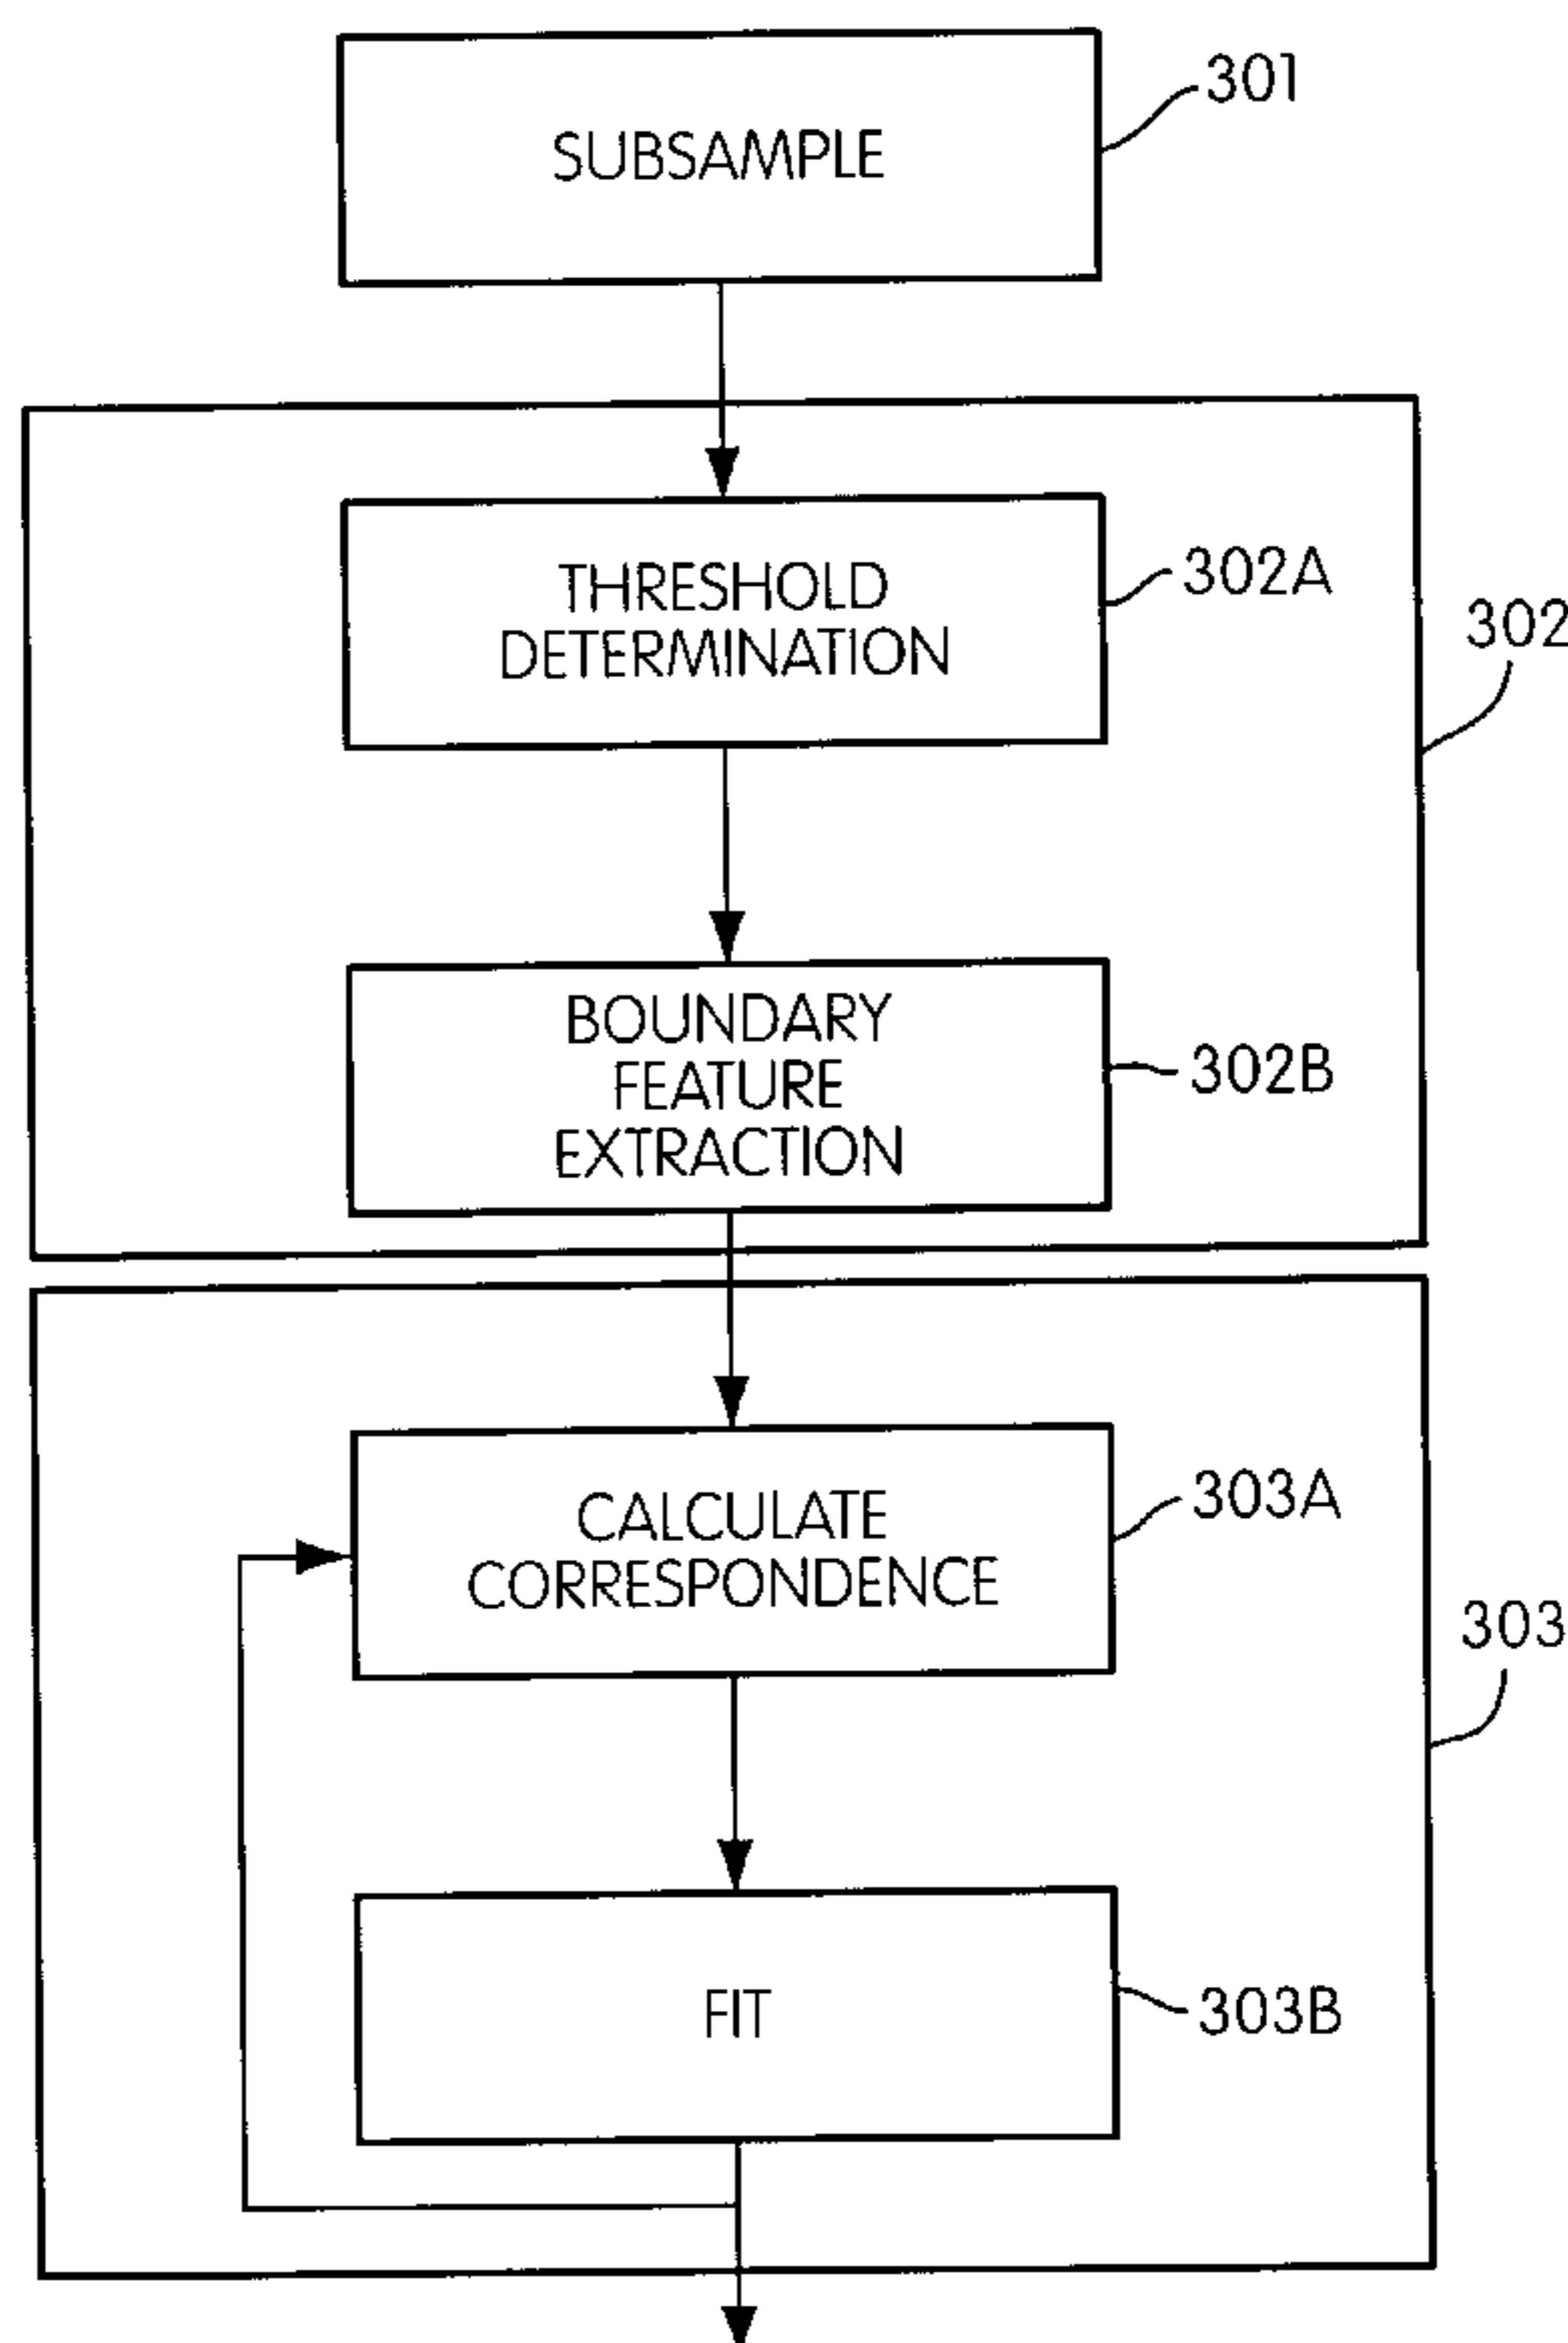 SUBSAMPLE
301
THRESHOLD
DETERMINATION
302A
302
BOUNDARY
FEATURE
EXTRACTION
302B
CALCULATE
CORRESPONDENCE
303A
303
FIT
303B